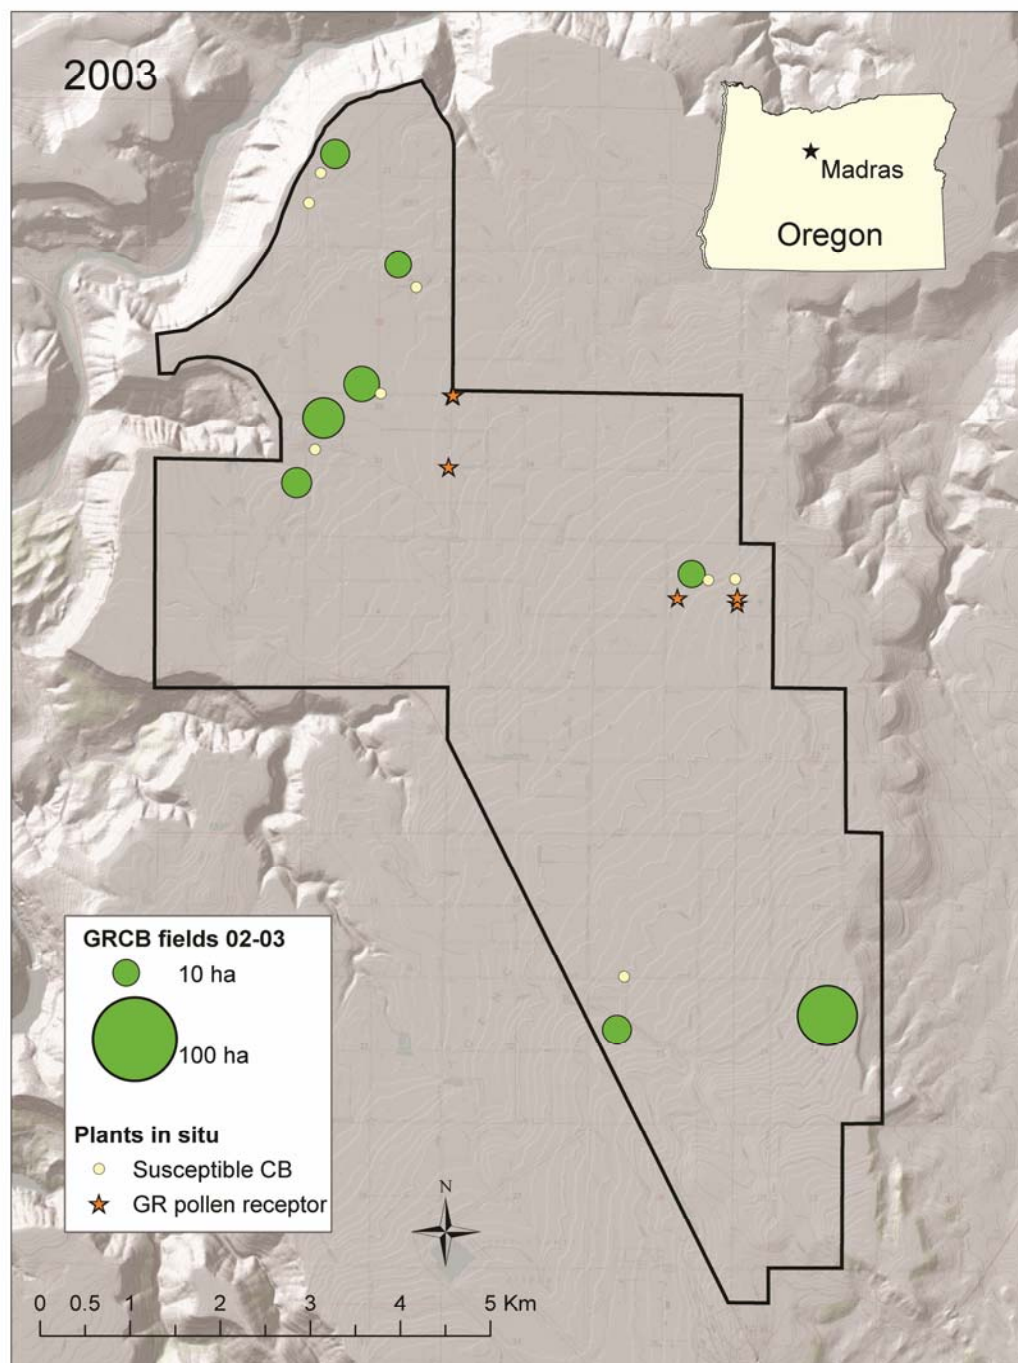 2003
Madras
Oregon
GRCB fields 02-03
10 ha
100 ha
Plants in situ
Susceptible CB
GR pollen receptor
N
0 0.5 1 2 3 4 5 Km